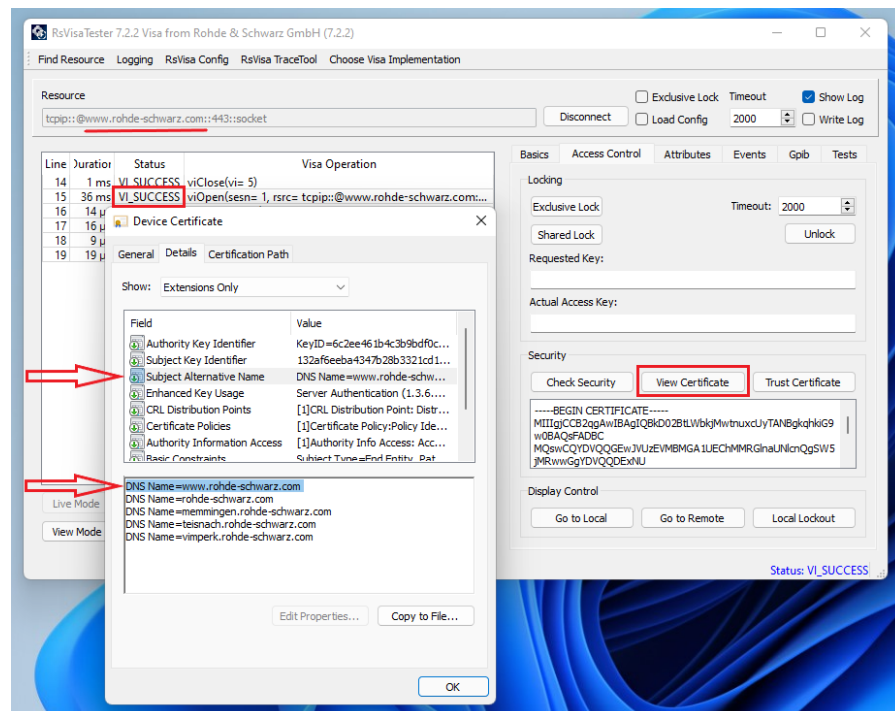 RsVisaTester 7.2.2 Visa from Rohde & Schwarz GmbH (7.2.2)
Find Resource Logging RsVisa Config RsVisa TraceTool Choose Visa Implementation
Resource
Exclusive Lock Timeout Show Log
tcpip::@www.rohde-schwarz.com::443::socket
Disconnect Load Config 2000 Write Log
Line Duration Status Visa Operation
14 1 ms VI_SUCCESS viClose(vi= 5)
15 36 ms VI_SUCCESS viOpen(sesn= 1, rsrc= tcpip::@www.rohde-schwarz.com:...
16 14 µ
17 16 µ
18 9 µ
19 19 µ
Live Mode
View Mode
Device Certificate
General Details Certification Path
Show: Extensions Only
Field Value
Authority Key Identifier KeyID=6c2ee461b4c3b9bdf0c...
Subject Key Identifier 132af6eeba4347b28b3321cd1...
Subject Alternative Name DNS Name=www.rohde-schw...
Enhanced Key Usage Server Authentication (1.3.6....
CRL Distribution Points [1]CRL Distribution Point: Distr...
Certificate Policies [1]Certificate Policy:Policy Ide...
Authority Information Access [1]Authority Info Access: Acc...
Basic Constraints Subject Type=End Entity, Pat
DNS Name=www.rohde-schwarz.com
DNS Name=rohde-schwarz.com
DNS Name=memmingen.rohde-schwarz.com
DNS Name=teisnach.rohde-schwarz.com
DNS Name=vimperk.rohde-schwarz.com
Edit Properties... Copy to File...
OK
Basics Access Control Attributes Events Gpib Tests
Locking
Exclusive Lock Timeout: 2000
Shared Lock Unlock
Requested Key:
Actual Access Key:
Security
Check Security View Certificate Trust Certificate
-----BEGIN CERTIFICATE-----
MIIIgjCCB2qgAwIBAgIQBkD02BtLWbkjMwtnuxcUyTANBgkqhkiG9
w0BAQsFADBC
MQswCQYDVQQGEwJVUzEVMBMGA1UEChMMRGlnaUNlcnQgSW5
jMRwwGgYDVQQDExNU
Display Control
Go to Local Go to Remote Local Lockout
Status: VI_SUCCESS